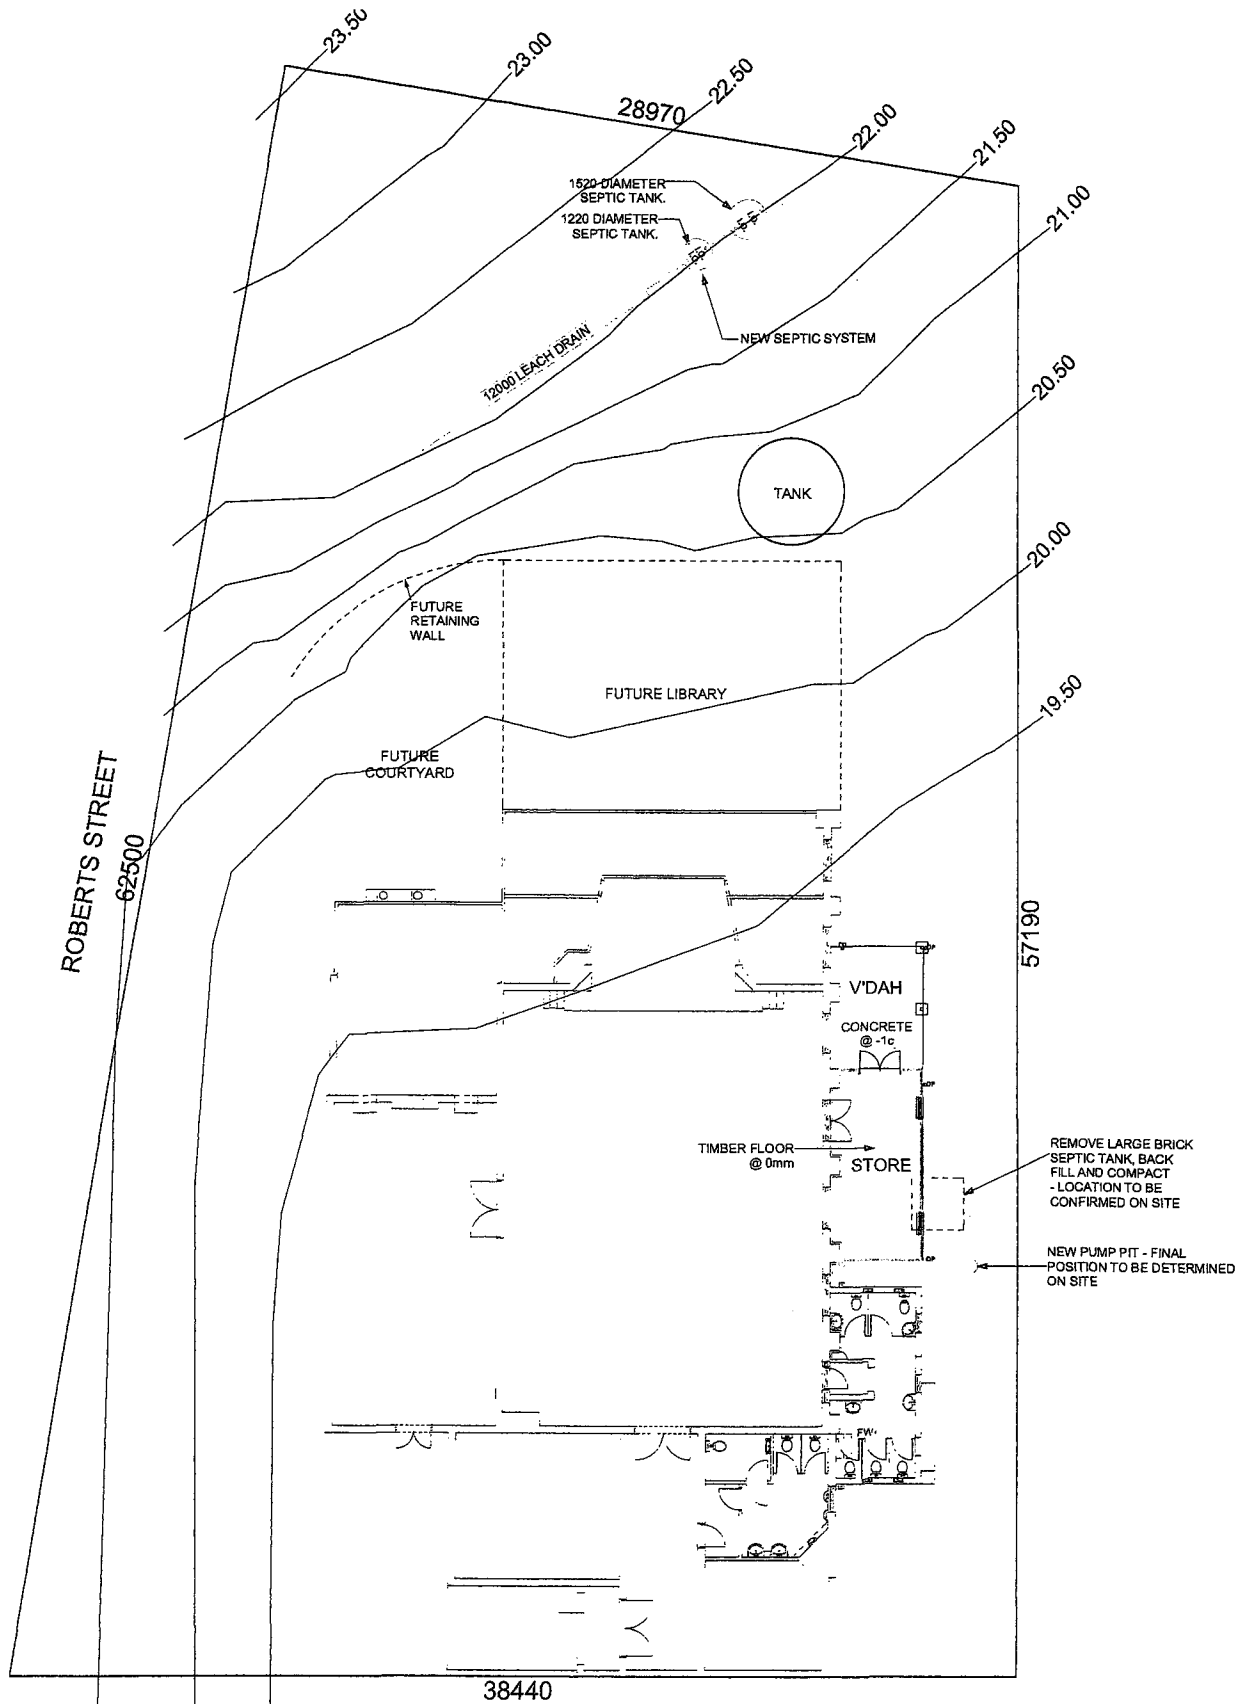 23.50
23.00
22.50
28970
22.00
21.50
21.00
1520 DIAMETER
SEPTIC TANK.
1220 DIAMETER
SEPTIC TANK.
NEW SEPTIC SYSTEM
12000 LEACH DRAIN
20.50
TANK
20.00
FUTURE
RETAINING
WALL
FUTURE LIBRARY
19.50
FUTURE
COURTYARD
ROBERTS STREET
62500
57190
DP
V'DAH
CONCRETE
@ -1c
DP
TIMBER FLOOR
@ 0mm
STORE
REMOVE LARGE BRICK
SEPTIC TANK, BACK
FILL AND COMPACT
- LOCATION TO BE
CONFIRMED ON SITE
DP
NEW PUMP PIT - FINAL
POSITION TO BE DETERMINED
ON SITE
FW
38440